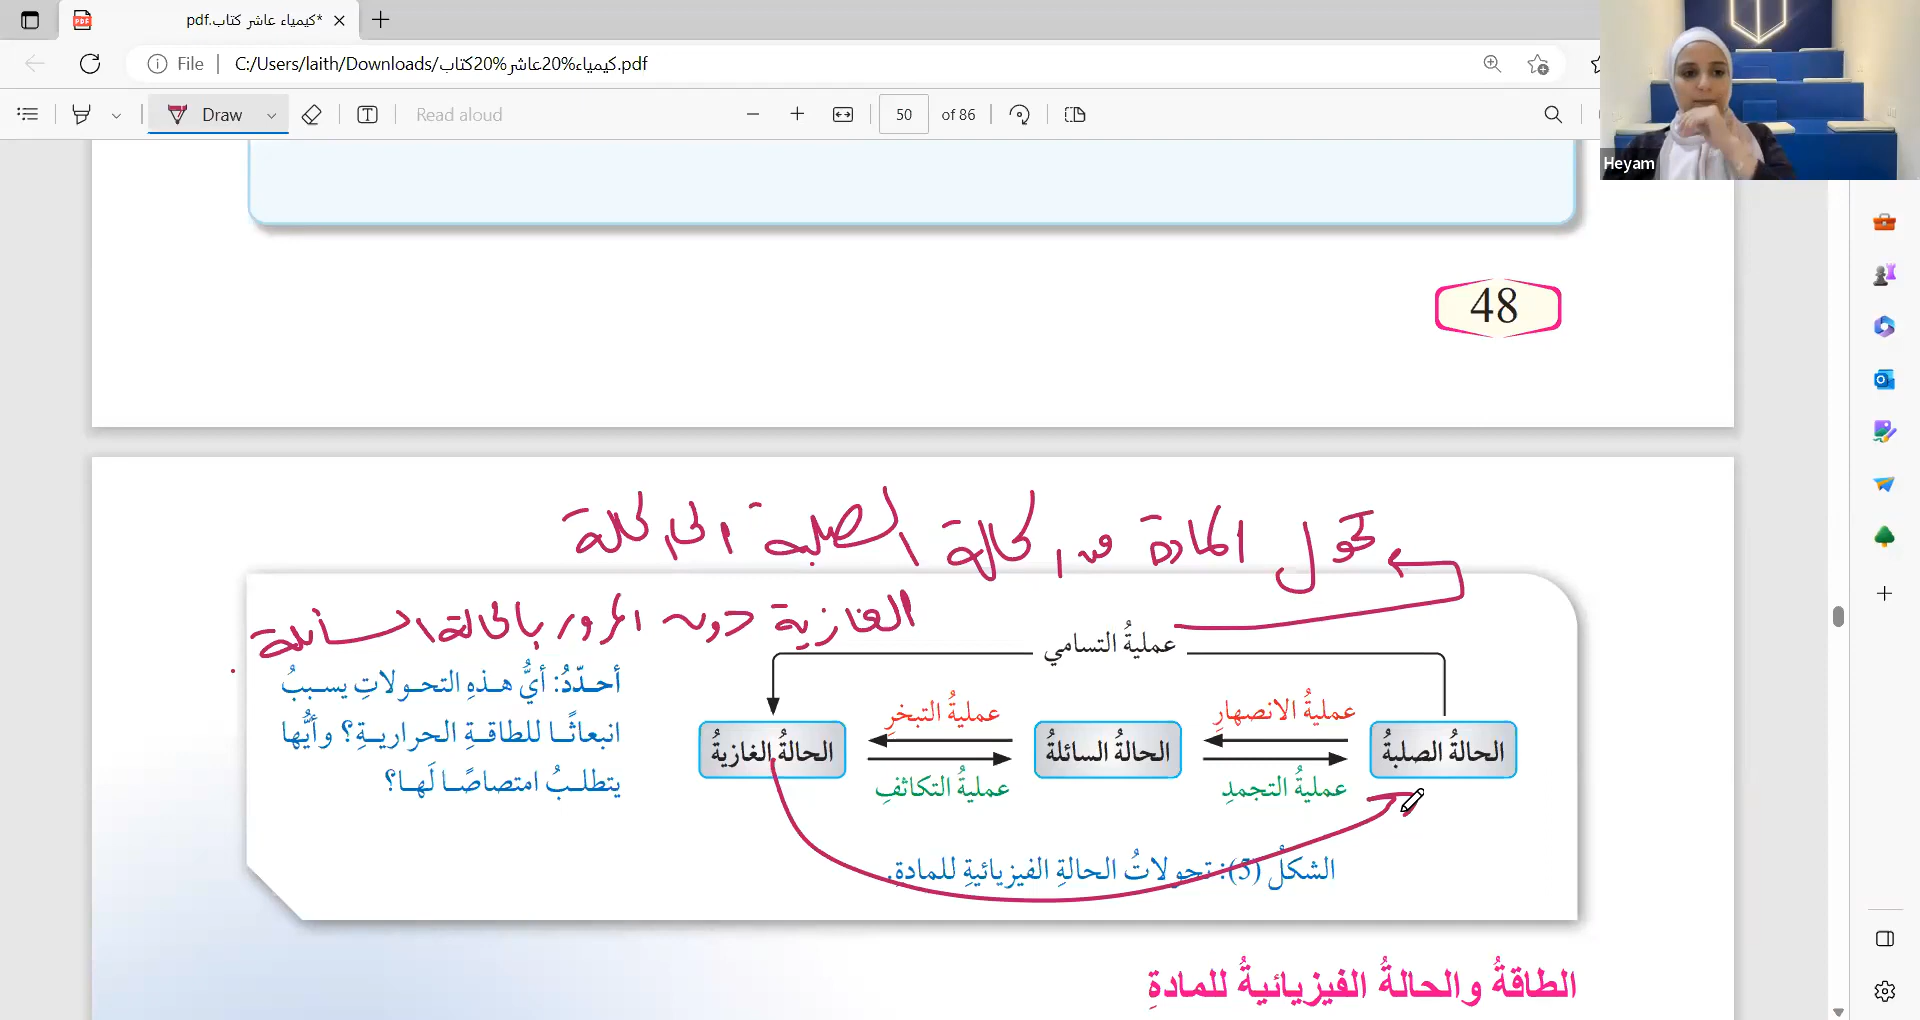 *كيمياء عاشر كتاب.pdf
File
C:/Users/laith/Downloads/كيمياء%20عاشر%20كتاب.pdf
Draw
Read aloud
50
of 86
Heyam
48
تحول المادة من الحالة الصلبة الى الحالة
الغازية دون المرور بالحالة السائلة
عمليةُ التسامي
أحدّدُ: أيُّ هذهِ التحولاتِ يسببُ
انبعاثًا للطاقةِ الحراريةِ؟ وأيُّها
يتطلبُ امتصاصًا لَها؟
عمليةُ الانصهارِ
عمليةُ التبخرِ
الحالةُ الصلبةُ
الحالةُ السائلةُ
الحالةُ الغازيةُ
عمليةُ التجمدِ
عمليةُ التكاثفِ
الشكلُ (5): تحولاتُ الحالةِ الفيزيائيةِ للمادةِ.
الطاقةُ والحالةُ الفيزيائيةُ للمادةِ